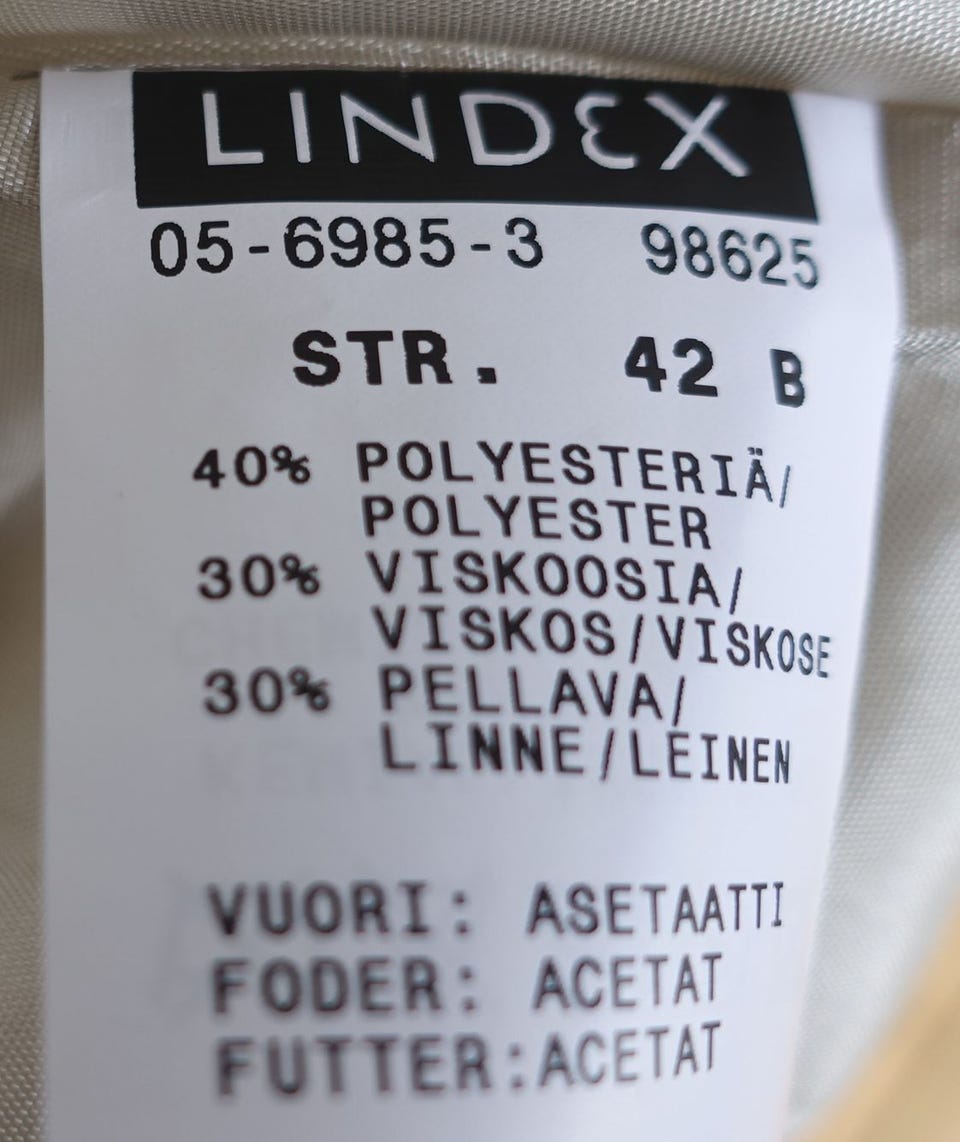 LINDEX
05-6985-3 98625
STR. 42 B
40% POLYESTERIÄ/
POLYESTER
30% VISKOOSIA/
VISKOS/VISKOSE
30% PELLAVA/
LINNE/LEINEN
VUORI: ASETAATTI
FODER: ACETAT
FUTTER:ACETAT